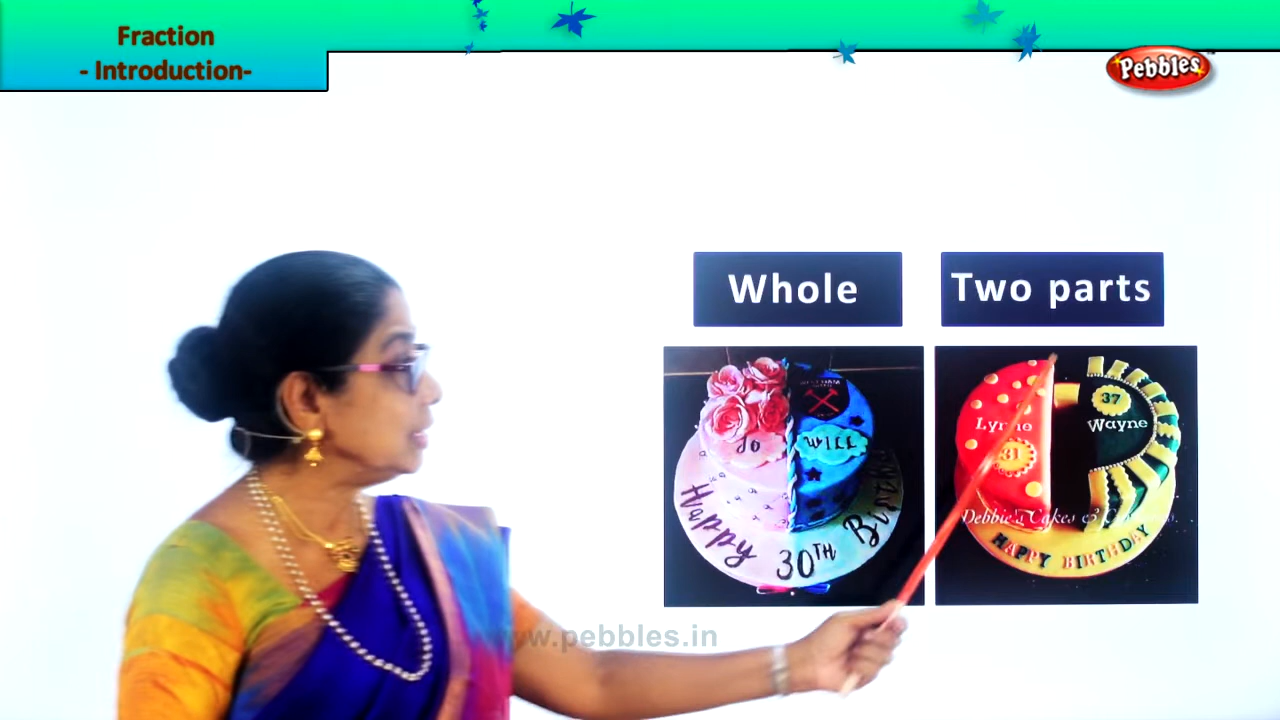 Fraction
- Introduction-
Pebbles
Whole
Two parts
Jo
WILL
Happy 30TH Birthday
Lynne
31
37
Wayne
Debbie's Cakes &
HAPPY BIRTHDAY
www.pebbles.in